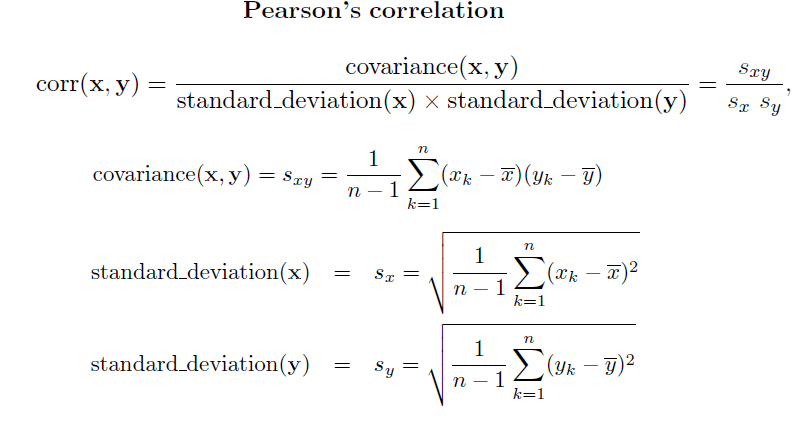 Pearson's correlation
corr(x, y) = covariance(x, y) / standard_deviation(x) × standard_deviation(y) = s_xy / s_x s_y,
covariance(x, y) = s_xy = 1/(n − 1) ∑_{k=1}^{n} (x_k − x̅)(y_k − y̅)
standard_deviation(x) = s_x = √(1/(n − 1) ∑_{k=1}^{n} (x_k − x̅)²)
standard_deviation(y) = s_y = √(1/(n − 1) ∑_{k=1}^{n} (y_k − y̅)²)